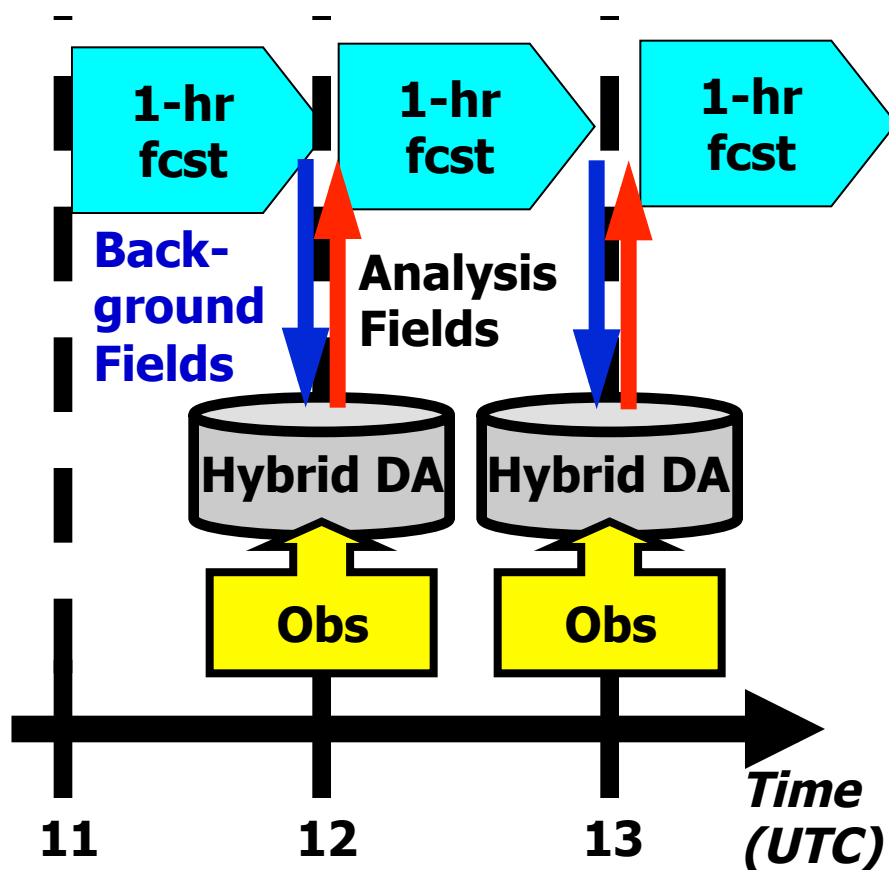 1-hr
fcst
1-hr
fcst
1-hr
fcst
Back-
ground
Fields
Analysis
Fields
Hybrid DA
Hybrid DA
Obs
Obs
11
12
13
Time
(UTC)